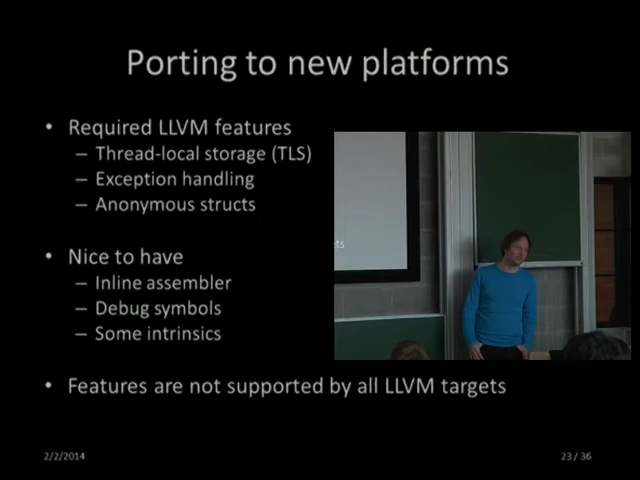 Porting to new platforms
• Required LLVM features
– Thread-local storage (TLS)
– Exception handling
– Anonymous structs
• Nice to have
– Inline assembler
– Debug symbols
– Some intrinsics
• Features are not supported by all LLVM targets
2/2/2014
23 / 36